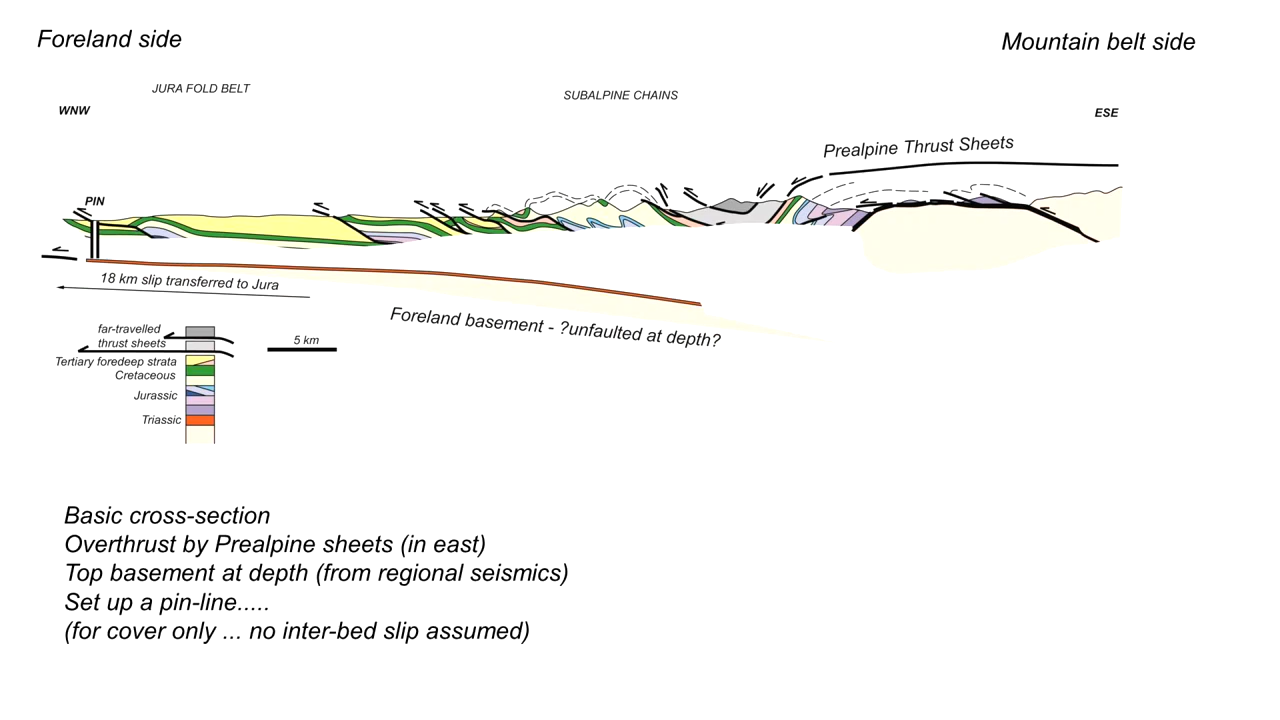 Foreland side
Mountain belt side
JURA FOLD BELT
SUBALPINE CHAINS
WNW
ESE
Prealpine Thrust Sheets
PIN
18 km slip transferred to Jura
Foreland basement - ?unfaulted at depth?
far-travelled
thrust sheets
5 km
Tertiary foredeep strata
Cretaceous
Jurassic
Triassic
Basic cross-section
Overthrust by Prealpine sheets (in east)
Top basement at depth (from regional seismics)
Set up a pin-line.....
(for cover only ... no inter-bed slip assumed)